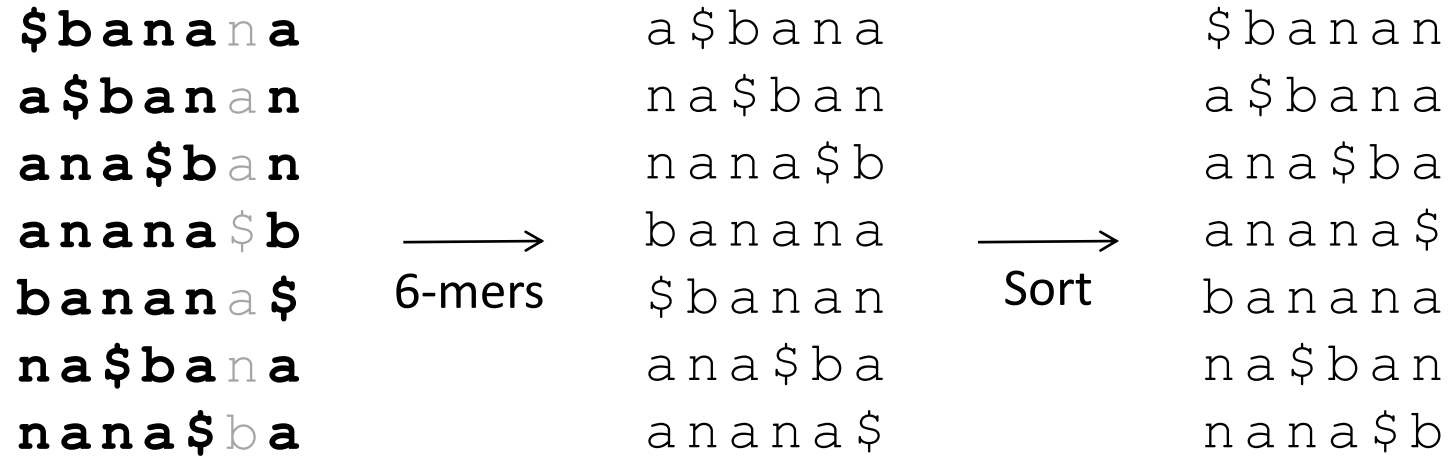 $banana a$bana $banan
a$banan na$ban a$bana
ana$ban nana$b ana$ba
anana$b banana anana$
banana$ $banan banana
6-mers Sort
na$bana ana$ba na$ban
nana$ba anana$ nana$b